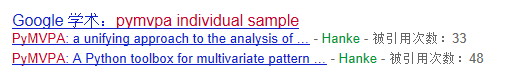 Google 学术：pymvpa individual sample
PyMVPA: a unifying approach to the analysis of ... - Hanke - 被引用次数：33
PyMVPA: A Python toolbox for multivariate pattern ... - Hanke - 被引用次数：48